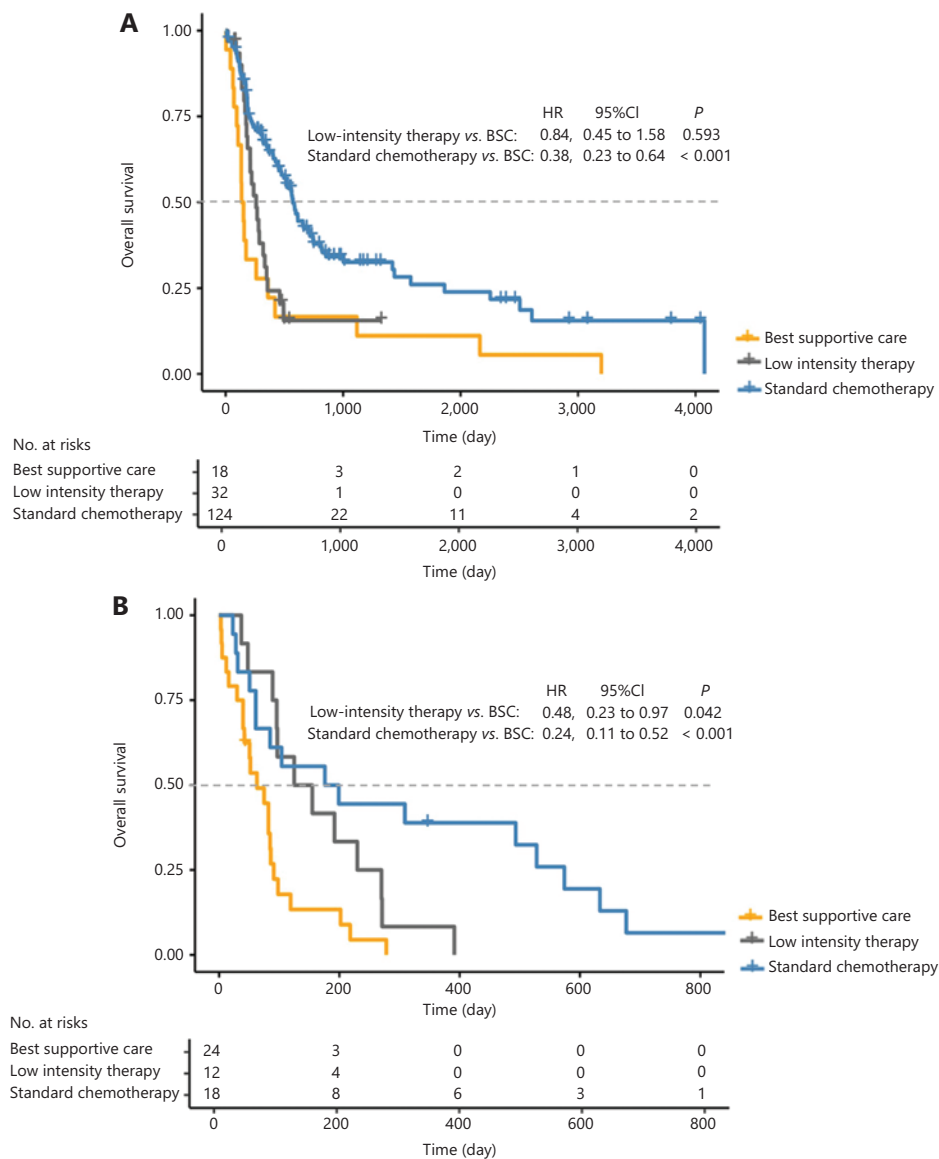 A
1.00
0.75
0.50
0.25
0.00
Overall survival
HR 95%CI P
Low-intensity therapy vs. BSC: 0.84, 0.45 to 1.58 0.593
Standard chemotherapy vs. BSC: 0.38, 0.23 to 0.64 < 0.001
Best supportive care
Low intensity therapy
Standard chemotherapy
0 1,000 2,000 3,000 4,000
Time (day)
No. at risks
Best supportive care 18 3 2 1 0
Low intensity therapy 32 1 0 0 0
Standard chemotherapy 124 22 11 4 2
0 1,000 2,000 3,000 4,000
Time (day)
B
1.00
0.75
0.50
0.25
0.00
Overall survival
HR 95%CI P
Low-intensity therapy vs. BSC: 0.48, 0.23 to 0.97 0.042
Standard chemotherapy vs. BSC: 0.24, 0.11 to 0.52 < 0.001
Best supportive care
Low intensity therapy
Standard chemotherapy
0 200 400 600 800
Time (day)
No. at risks
Best supportive care 24 3 0 0 0
Low intensity therapy 12 4 0 0 0
Standard chemotherapy 18 8 6 3 1
0 200 400 600 800
Time (day)